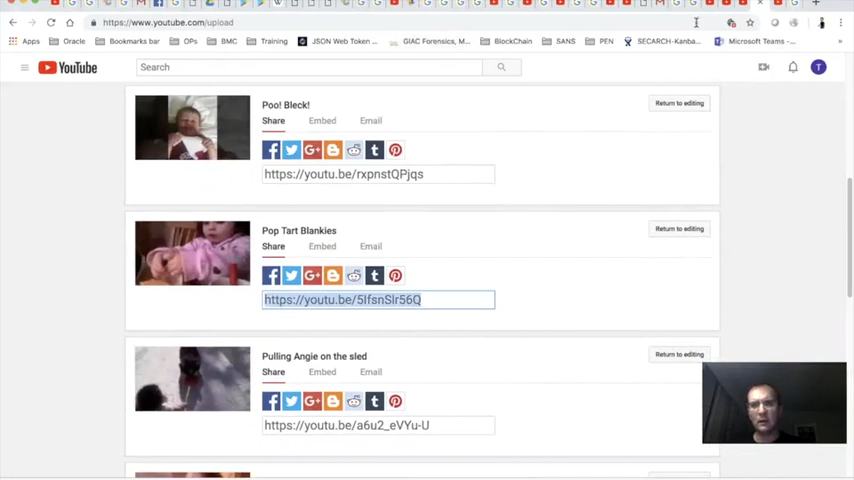 https://www.youtube.com/upload
Apps Oracle Bookmarks bar OPs BMC Training JSON Web Token ... GIAC Forensics, M... BlockChain SANS PEN SECARCH-Kanba... Microsoft Teams -...
YouTube Search T
Poo! Bleck! Return to editing
Share Embed Email
https://youtu.be/rxpnstQPjqs
Pop Tart Blankies Return to editing
Share Embed Email
https://youtu.be/5IfsnSlr56Q
Pulling Angie on the sled Return to editing
Share Embed Email
https://youtu.be/a6u2_eVYu-U